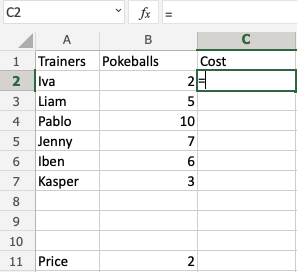 C2 fx =
A B C
1 Trainers Pokeballs Cost
2 Iva 2 =
3 Liam 5
4 Pablo 10
5 Jenny 7
6 Iben 6
7 Kasper 3
8
9
10
11 Price 2